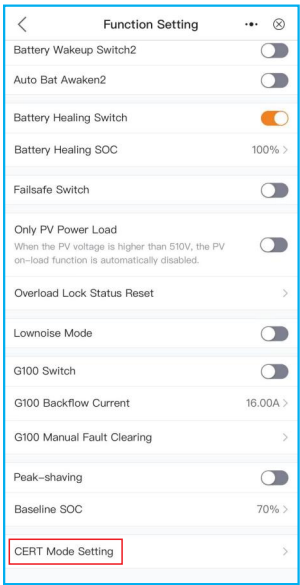 Function Setting
Battery Wakeup Switch2
Auto Bat Awaken2
Battery Healing Switch
Battery Healing SOC 100% >
Failsafe Switch
Only PV Power Load
When the PV voltage is higher than 510V, the PV
on-load function is automatically disabled.
Overload Lock Status Reset >
Lownoise Mode
G100 Switch
G100 Backflow Current 16.00A >
G100 Manual Fault Clearing >
Peak-shaving
Baseline SOC 70% >
CERT Mode Setting >